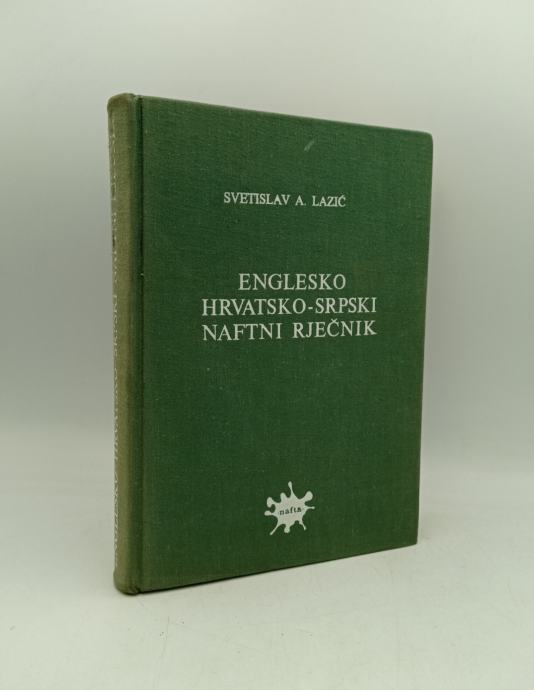 SVETISLAV A. LAZIĆ
ENGLESKO
HRVATSKO-SRPSKI
NAFTNI RJEČNIK
nafta